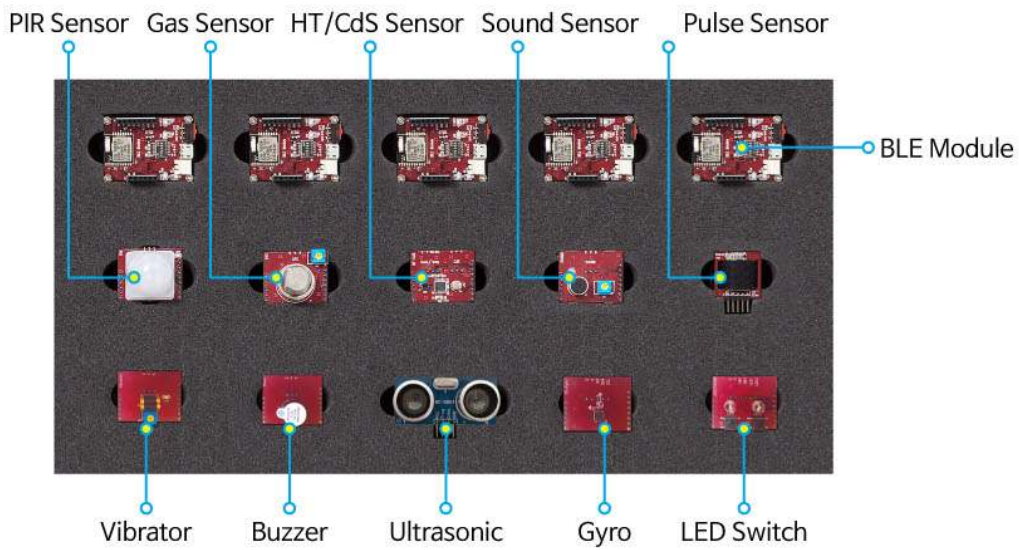 PIR Sensor
Gas Sensor
HT/CdS Sensor
Sound Sensor
Pulse Sensor
BLE Module
Vibrator
Buzzer
Ultrasonic
Gyro
LED Switch